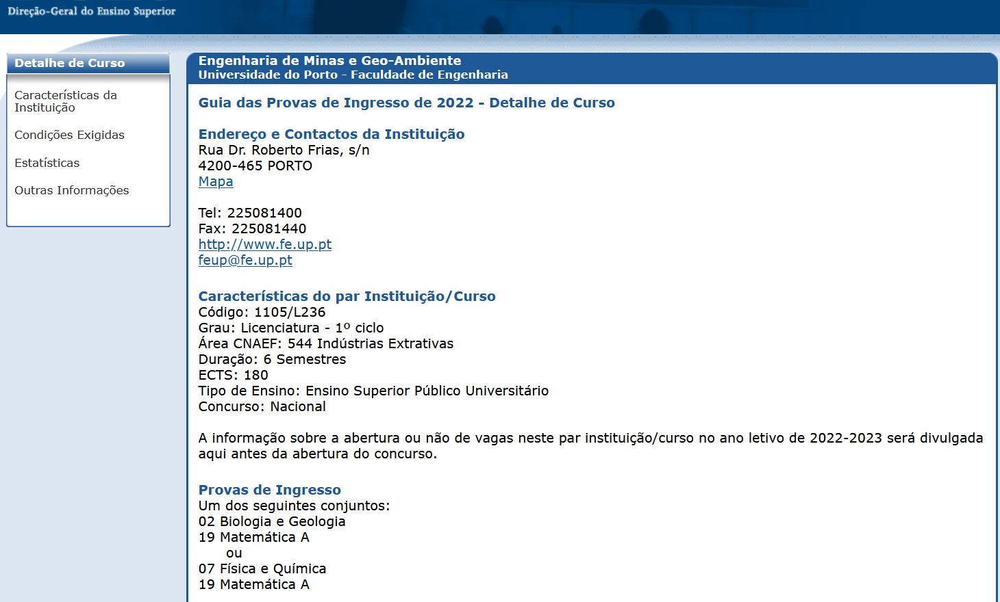 Direção-Geral do Ensino Superior
Detalhe de Curso
Características da
Instituição
Condições Exigidas
Estatísticas
Outras Informações
Engenharia de Minas e Geo-Ambiente
Universidade do Porto - Faculdade de Engenharia
Guia das Provas de Ingresso de 2022 - Detalhe de Curso
Endereço e Contactos da Instituição
Rua Dr. Roberto Frias, s/n
4200-465 PORTO
Mapa
Tel: 225081400
Fax: 225081440
http://www.fe.up.pt
feup@fe.up.pt
Características do par Instituição/Curso
Código: 1105/L236
Grau: Licenciatura - 1º ciclo
Área CNAEF: 544 Indústrias Extrativas
Duração: 6 Semestres
ECTS: 180
Tipo de Ensino: Ensino Superior Público Universitário
Concurso: Nacional
A informação sobre a abertura ou não de vagas neste par instituição/curso no ano letivo de 2022-2023 será divulgada
aqui antes da abertura do concurso.
Provas de Ingresso
Um dos seguintes conjuntos:
02 Biologia e Geologia
19 Matemática A
ou
07 Física e Química
19 Matemática A